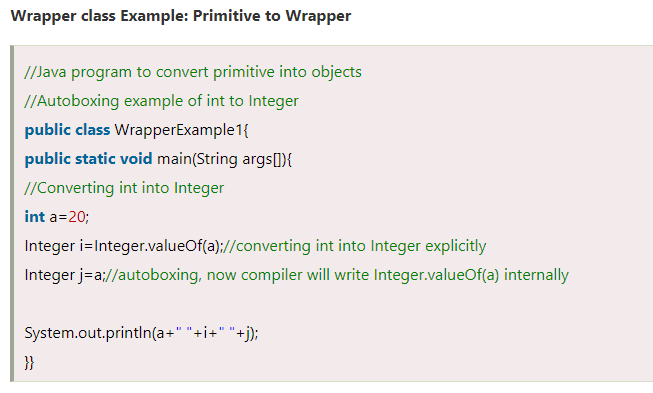 Wrapper class Example: Primitive to Wrapper
//Java program to convert primitive into objects
//Autoboxing example of int to Integer
public class WrapperExample1{
public static void main(String args[]){
//Converting int into Integer
int a=20;
Integer i=Integer.valueOf(a);//converting int into Integer explicitly
Integer j=a;//autoboxing, now compiler will write Integer.valueOf(a) internally
System.out.println(a+" "+i+" "+j);
}}